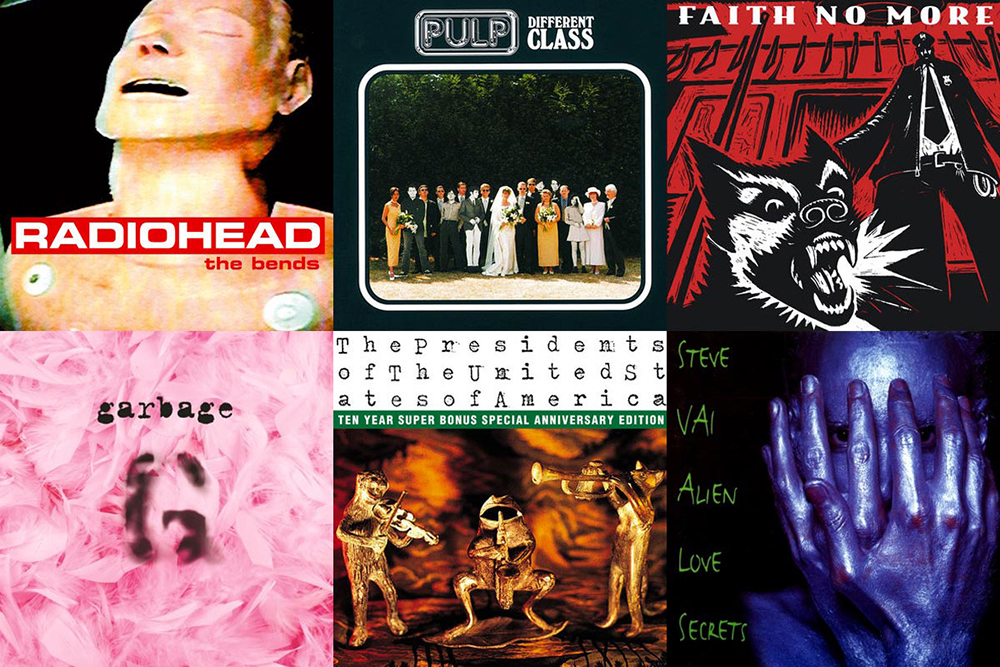 RADIOHEAD
the bends
PULP
DIFFERENT
CLASS
FAITH NO MORE
garbage
G
ThePresidents
ofTheUnitedSt
atesofAmerica
TEN YEAR SUPER BONUS SPECIAL ANNIVERSARY EDITION
STEVE
VAI
ALIEN
LOVE
SECRETS